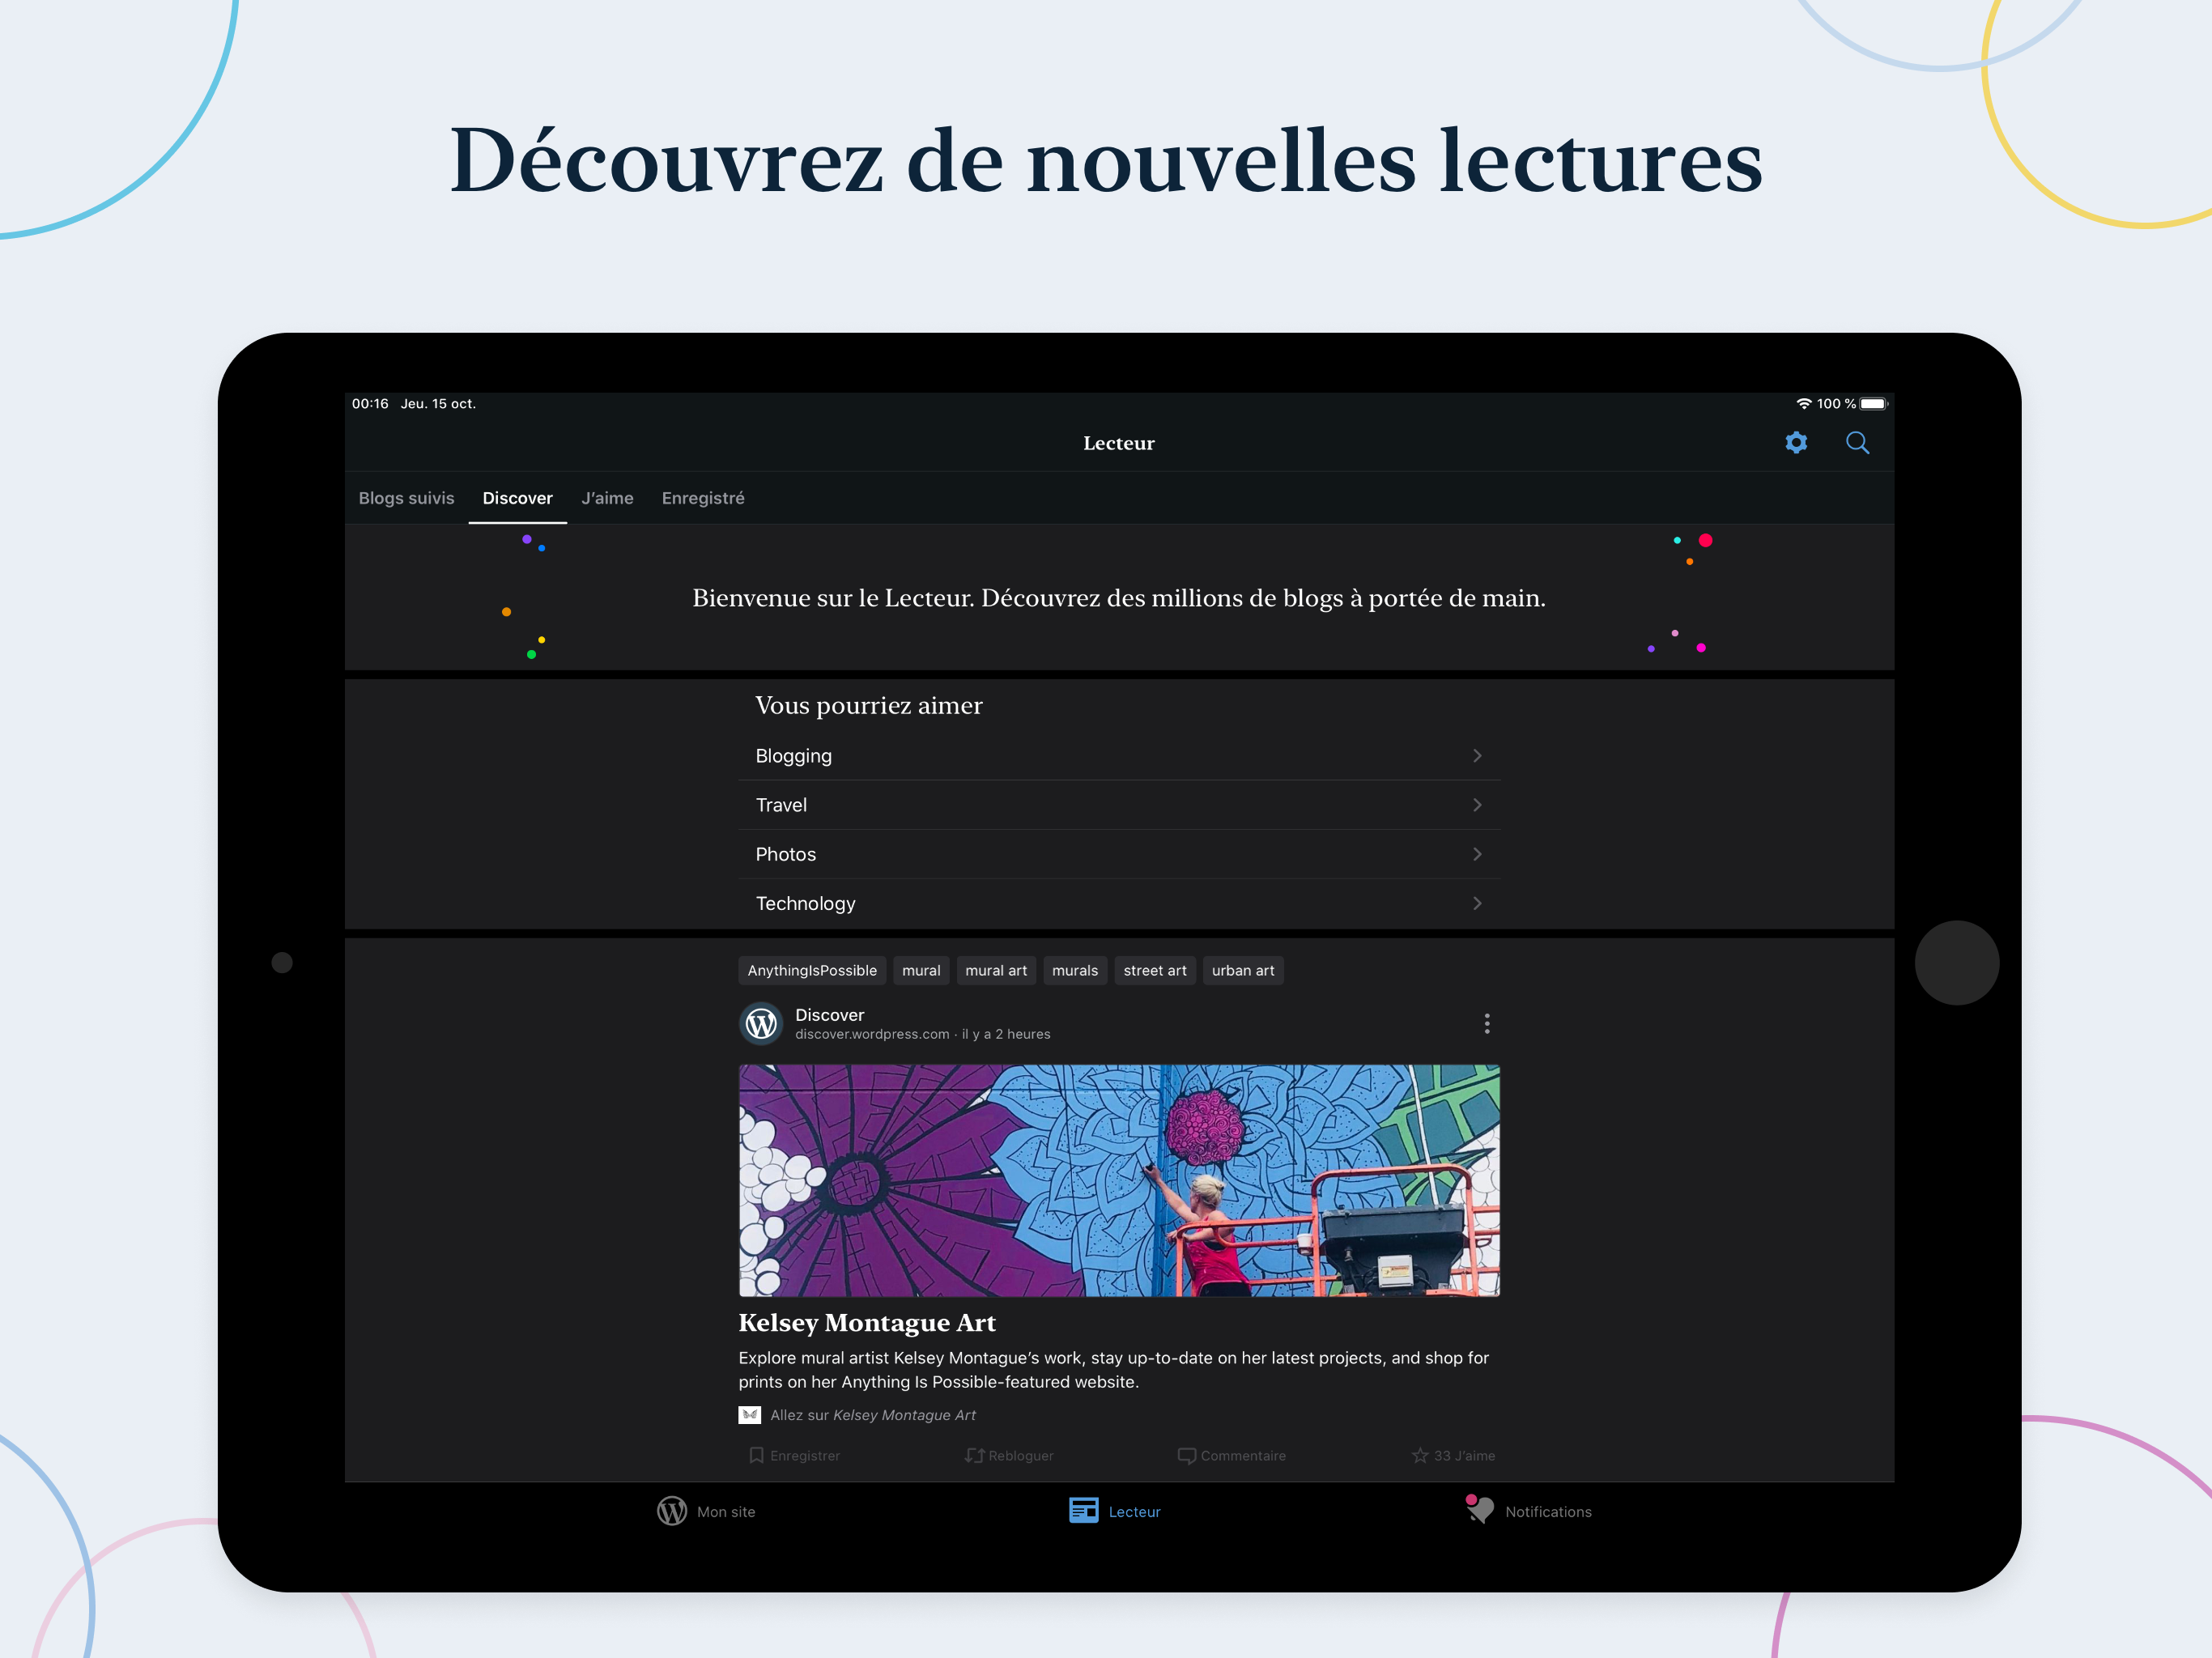 Découvrez de nouvelles lectures
00:16 Jeu. 15 oct.
100 %
Lecteur
Blogs suivis
Discover
J’aime
Enregistré
Bienvenue sur le Lecteur. Découvrez des millions de blogs à portée de main.
Vous pourriez aimer
Blogging
Travel
Photos
Technology
AnythingIsPossible
mural
mural art
murals
street art
urban art
Discover
discover.wordpress.com · il y a 2 heures
Kelsey Montague Art
Explore mural artist Kelsey Montague’s work, stay up-to-date on her latest projects, and shop for
prints on her Anything Is Possible-featured website.
Allez sur Kelsey Montague Art
Enregistrer
Rebloguer
Commentaire
33 J’aime
Mon site
Lecteur
Notifications